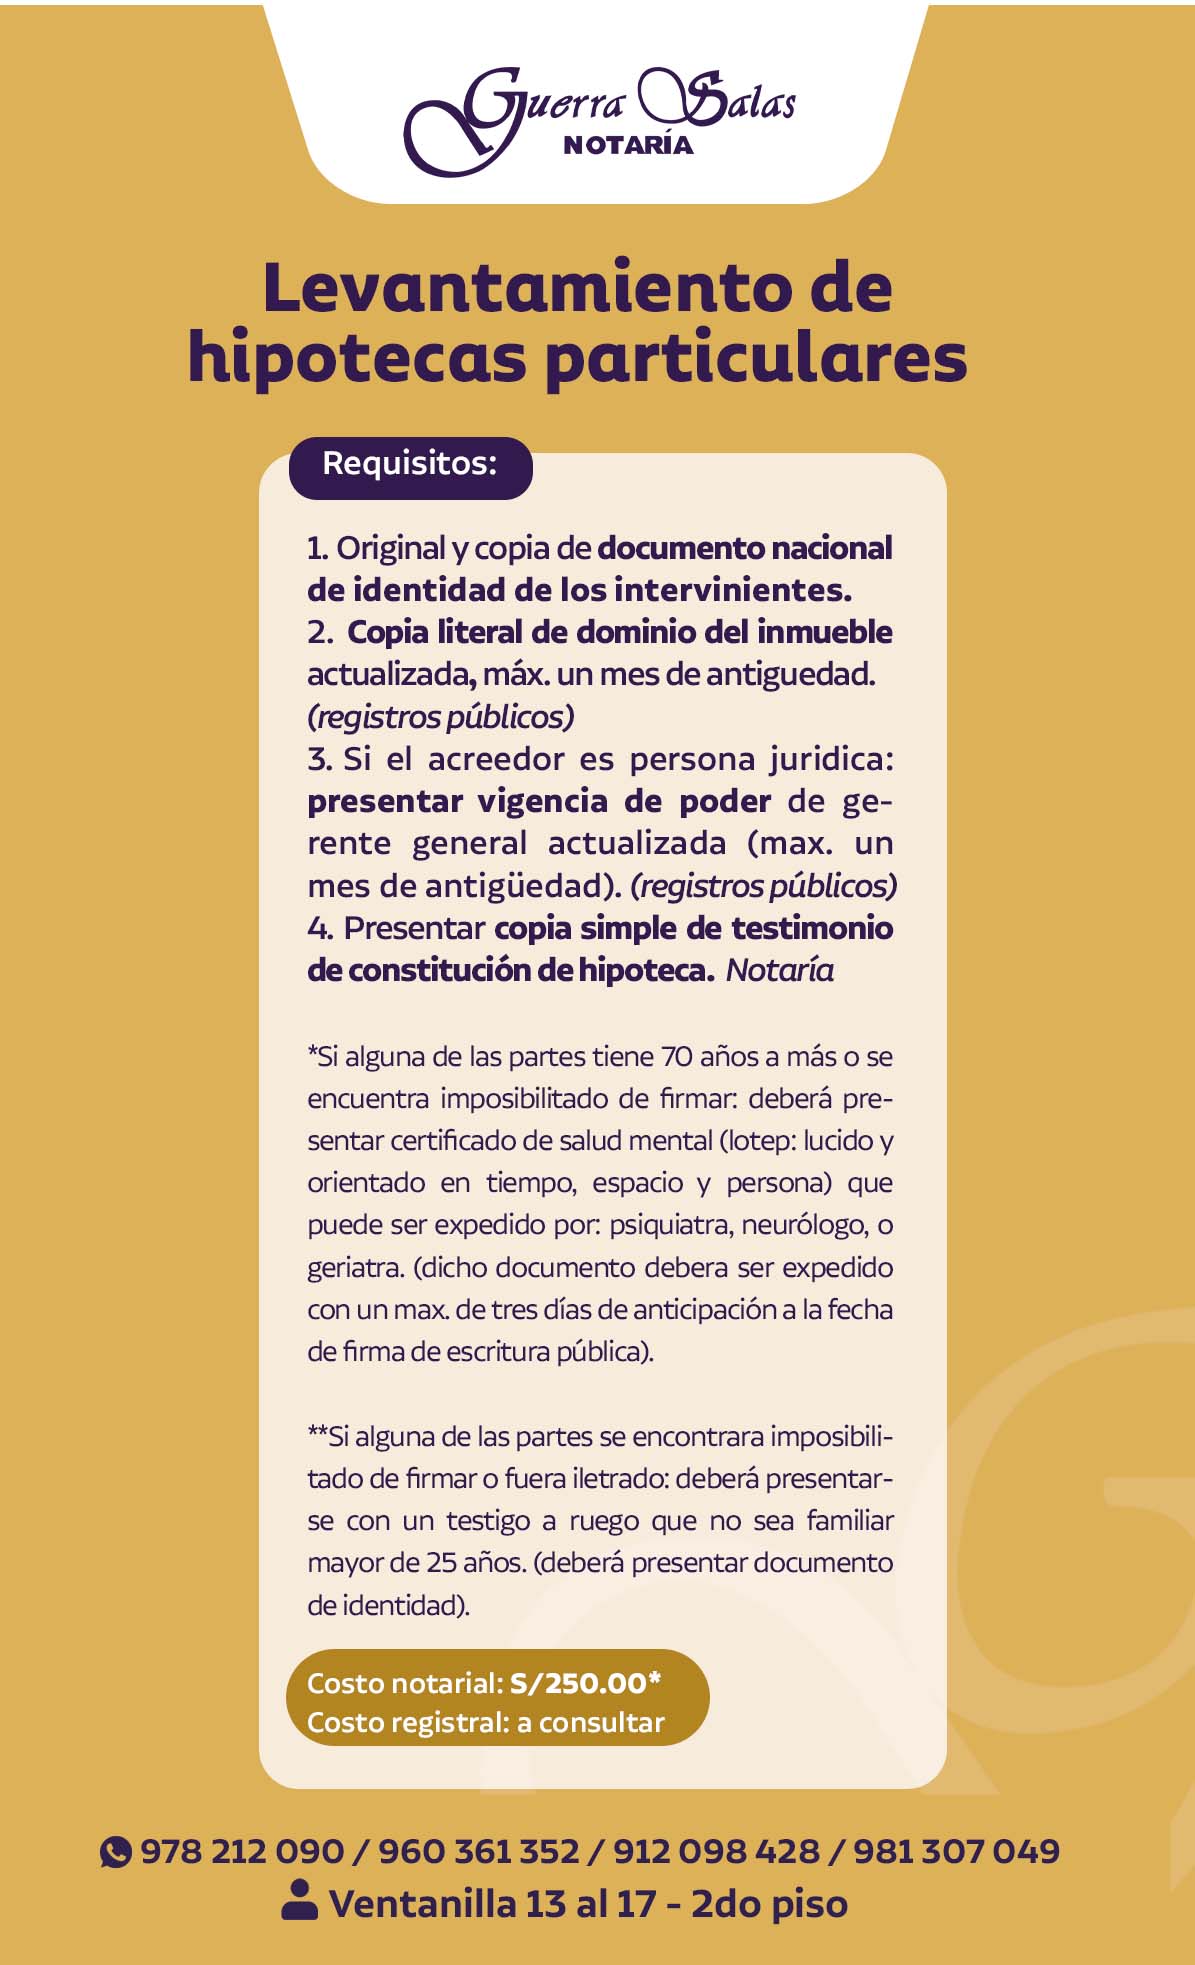 Guerra Salas
NOTARÍA
Levantamiento de
hipotecas particulares
Requisitos:
1. Original y copia de documento nacional
de identidad de los intervinientes.
2. Copia literal de dominio del inmueble
actualizada, máx. un mes de antiguedad.
(registros públicos)
3. Si el acreedor es persona juridica:
presentar vigencia de poder de ge-
rente general actualizada (max. un
mes de antigüedad). (registros públicos)
4. Presentar copia simple de testimonio
de constitución de hipoteca. Notaría
*Si alguna de las partes tiene 70 años a más o se
encuentra imposibilitado de firmar: deberá pre-
sentar certificado de salud mental (lotep: lucido y
orientado en tiempo, espacio y persona) que
puede ser expedido por: psiquiatra, neurólogo, o
geriatra. (dicho documento debera ser expedido
con un max. de tres días de anticipación a la fecha
de firma de escritura pública).
**Si alguna de las partes se encontrara imposibili-
tado de firmar o fuera iletrado: deberá presentar-
se con un testigo a ruego que no sea familiar
mayor de 25 años. (deberá presentar documento
de identidad).
Costo notarial: S/250.00*
Costo registral: a consultar
978 212 090 / 960 361 352 / 912 098 428 / 981 307 049
Ventanilla 13 al 17 - 2do piso